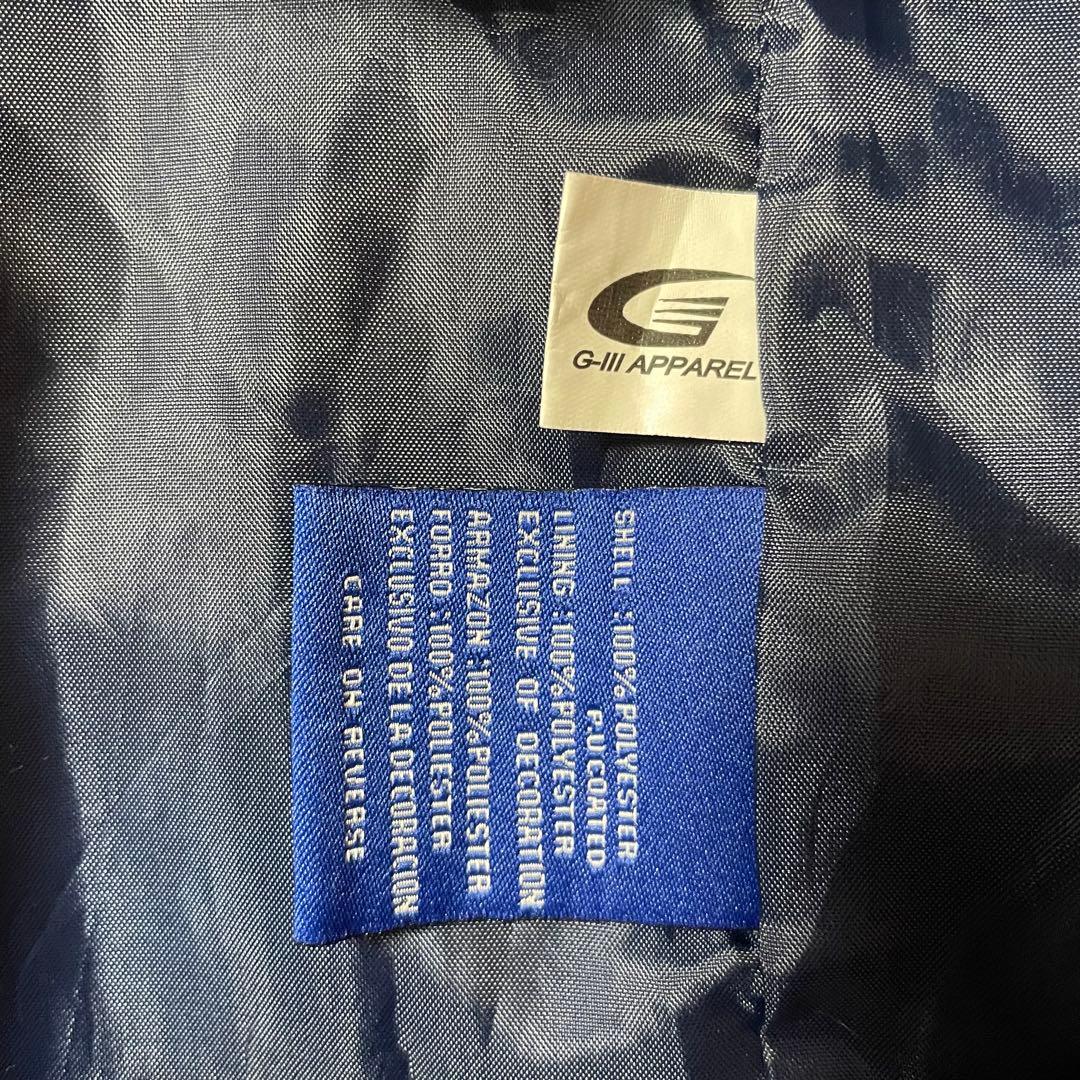 G-III APPAREL
SHELL :100%POLYESTER
P.U COATED
LINING :100%POLYESTER
EXCLUSIVE OF DECORATION
ARMAZON :100%POLIESTER
FORRO :100%POLIESTER
EXCLUSIVO DE LA DECORACION
CARE ON REVERSE